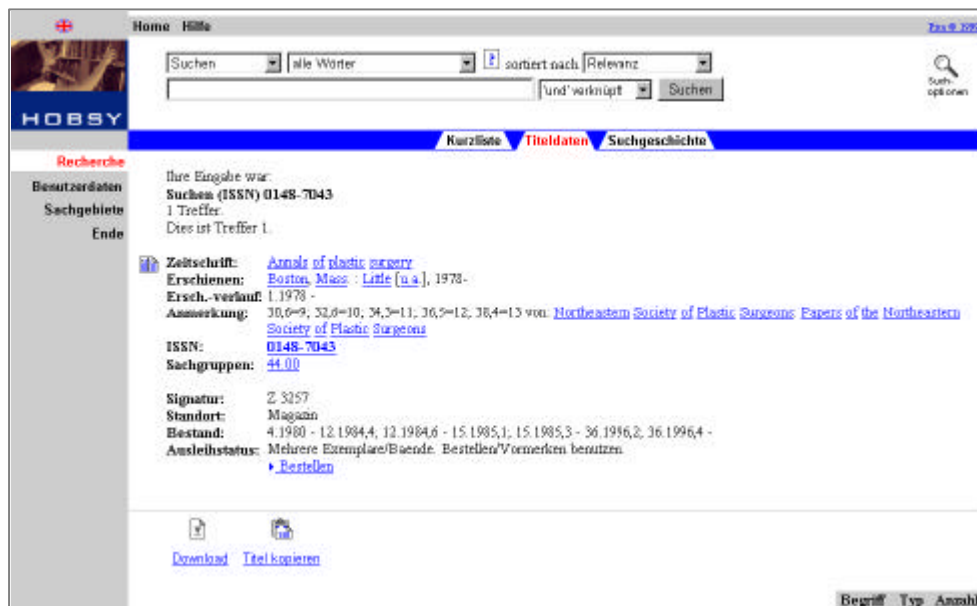 Home Hilfe
Suchen alle Wörter ? sortiert nach Relevanz
'und' verknüpft Suchen
Such-
optionen
HOBSY
Kurzliste Titeldaten Suchgeschichte
Recherche
Benutzerdaten
Sachgebiete
Ende
Ihre Eingabe war:
Suchen (ISSN) 0148-7043
1 Treffer.
Dies ist Treffer 1.
Zeitschrift: Annals of plastic surgery
Erschienen: Boston, Mass. : Little [u.a.], 1978-
Ersch.-verlauf: 1.1978 -
Anmerkung: 30,6=9; 32,6=10; 34,3=11; 36,5=12; 38,4=13 von: Northeastern Society of Plastic Surgeons: Papers of the Northeastern
Society of Plastic Surgeons
ISSN: 0148-7043
Sachgruppen: 44.00
Signatur: Z 3257
Standort: Magazin
Bestand: 4.1980 - 12.1984,4; 12.1984,6 - 15.1985,1; 15.1985,3 - 36.1996,2; 36.1996,4 -
Ausleihstatus: Mehrere Exemplare/Baende. Bestellen/Vormerken benutzen.
Bestellen
Download Titel kopieren
Begriff Typ